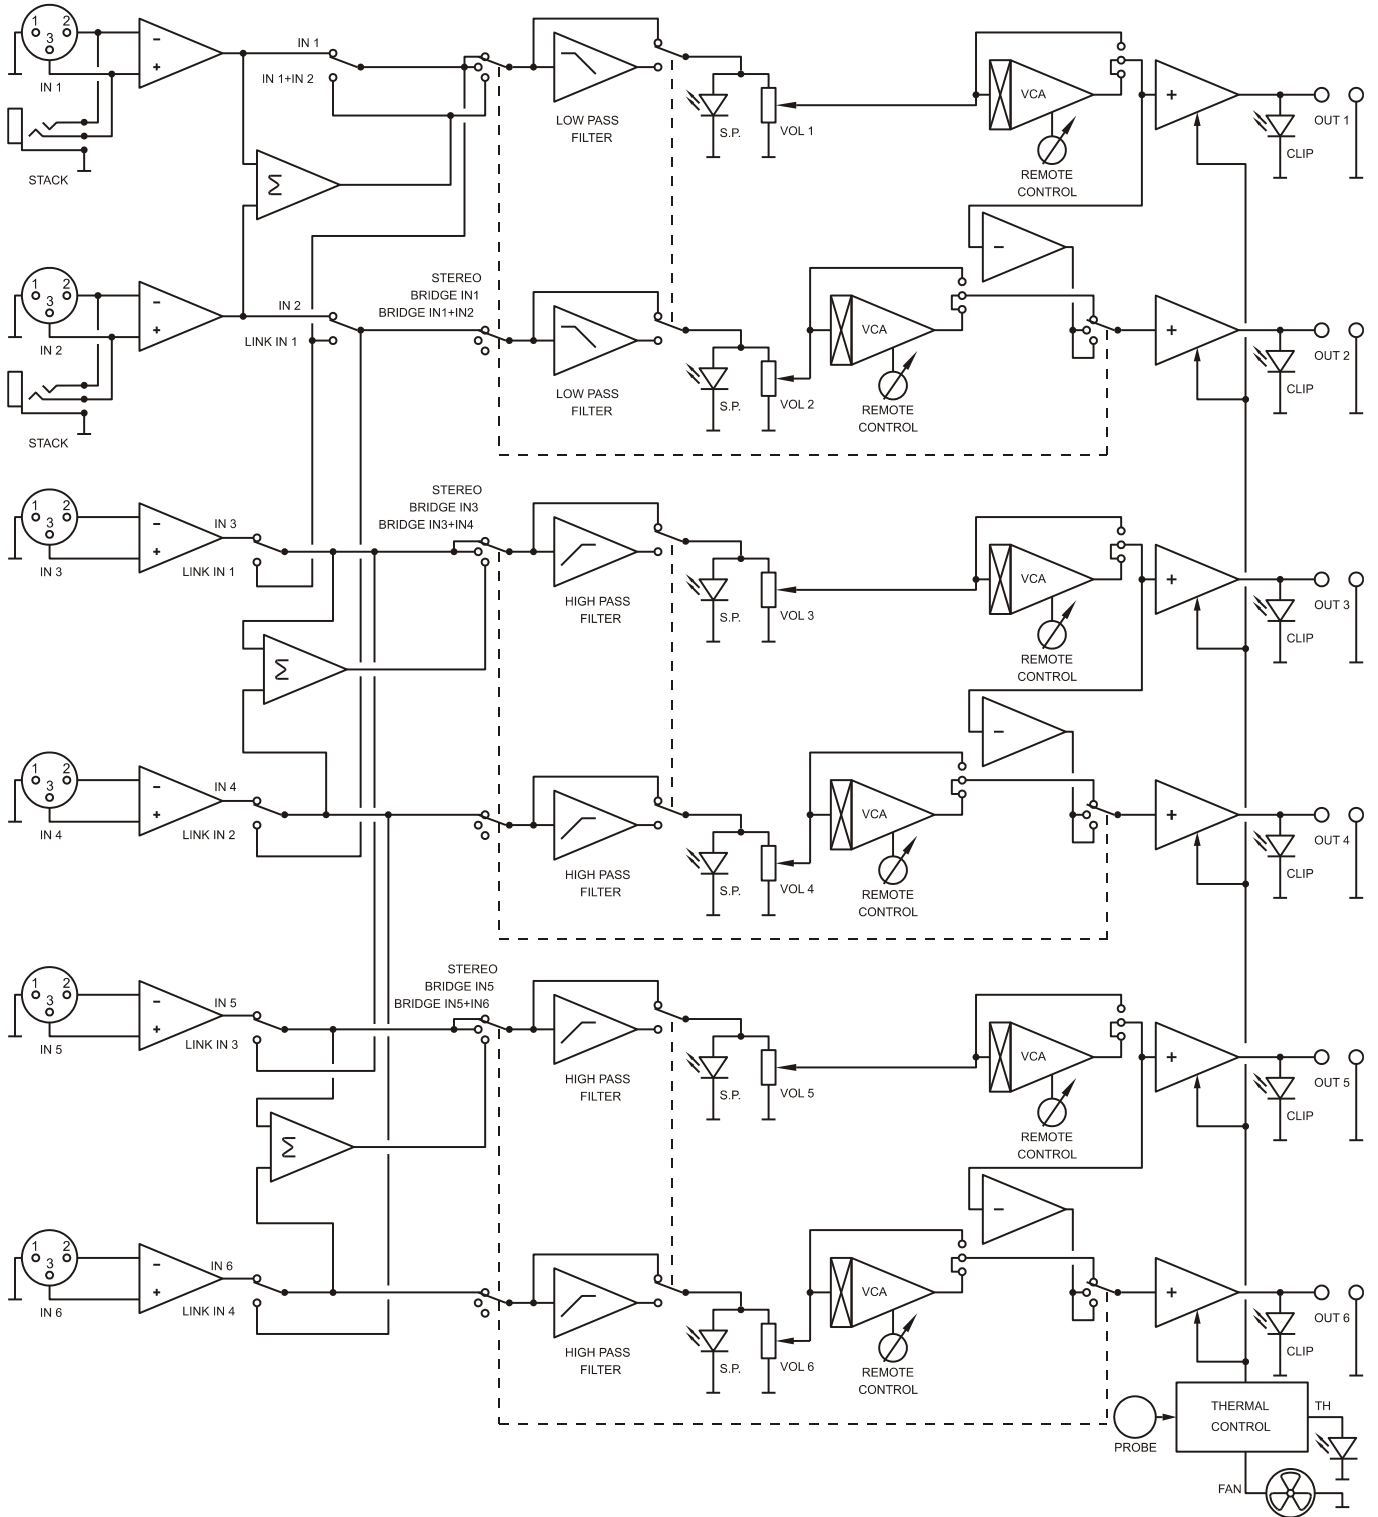 1 2
3
−
+
IN 1
IN 1
IN 1+IN 2
STACK
Σ
LOW PASS
FILTER
S.P.
VOL 1
VCA
REMOTE
CONTROL
+
OUT 1
CLIP
−
1 2
3
−
+
IN 2
IN 2
LINK IN 1
STACK
STEREO
BRIDGE IN1
BRIDGE IN1+IN2
LOW PASS
FILTER
S.P.
VOL 2
VCA
REMOTE
CONTROL
+
OUT 2
CLIP
1 2
3
−
+
IN 3
IN 3
LINK IN 1
STEREO
BRIDGE IN3
BRIDGE IN3+IN4
Σ
HIGH PASS
FILTER
S.P.
VOL 3
VCA
REMOTE
CONTROL
+
OUT 3
CLIP
−
1 2
3
−
+
IN 4
IN 4
LINK IN 2
HIGH PASS
FILTER
S.P.
VOL 4
VCA
REMOTE
CONTROL
+
OUT 4
CLIP
1 2
3
−
+
IN 5
IN 5
LINK IN 3
STEREO
BRIDGE IN5
BRIDGE IN5+IN6
Σ
HIGH PASS
FILTER
S.P.
VOL 5
VCA
REMOTE
CONTROL
+
OUT 5
CLIP
−
1 2
3
−
+
IN 6
IN 6
LINK IN 4
HIGH PASS
FILTER
S.P.
VOL 6
VCA
REMOTE
CONTROL
+
OUT 6
CLIP
PROBE
THERMAL
CONTROL
TH
FAN